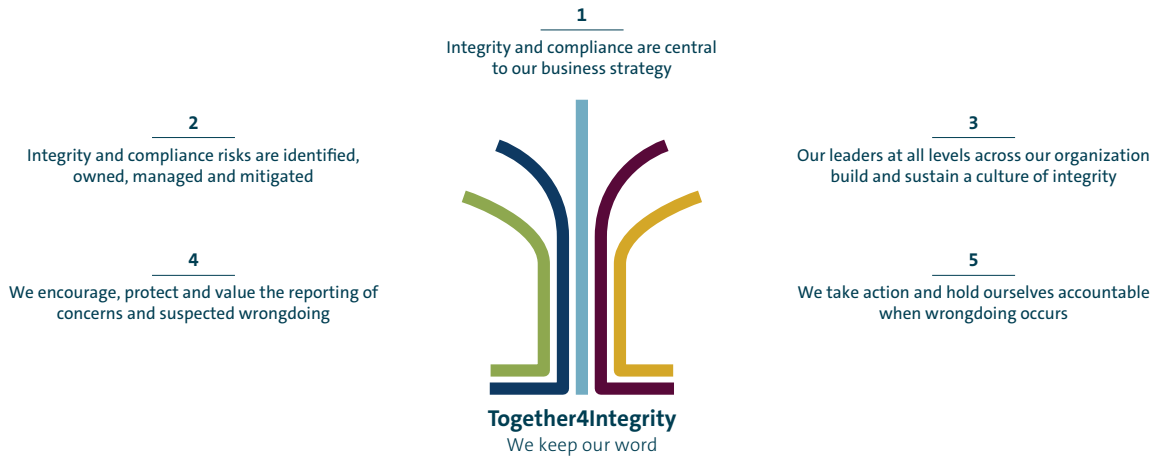 1
Integrity and compliance are central
to our business strategy
2
Integrity and compliance risks are identified,
owned, managed and mitigated
3
Our leaders at all levels across our organization
build and sustain a culture of integrity
4
We encourage, protect and value the reporting of
concerns and suspected wrongdoing
5
We take action and hold ourselves accountable
when wrongdoing occurs
Together4Integrity
We keep our word